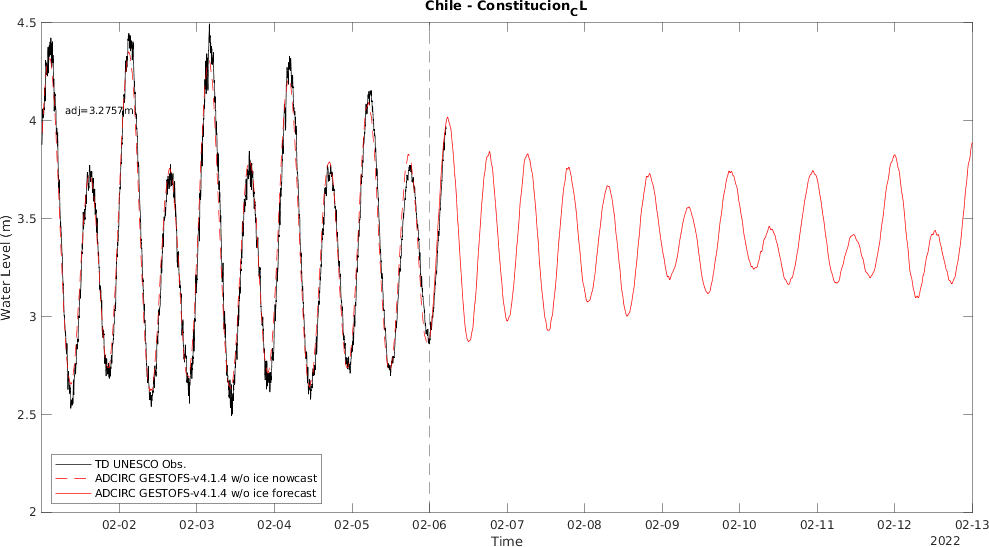 Chile - Constitucion_CL
4.5
adj=3.2757m
4
3.5
Water Level (m)
3
2.5
TD UNESCO Obs.
ADCIRC GESTOFS-v4.1.4 w/o ice nowcast
ADCIRC GESTOFS-v4.1.4 w/o ice forecast
2
02-02 02-03 02-04 02-05 02-06 02-07 02-08 02-09 02-10 02-11 02-12 02-13
Time
2022